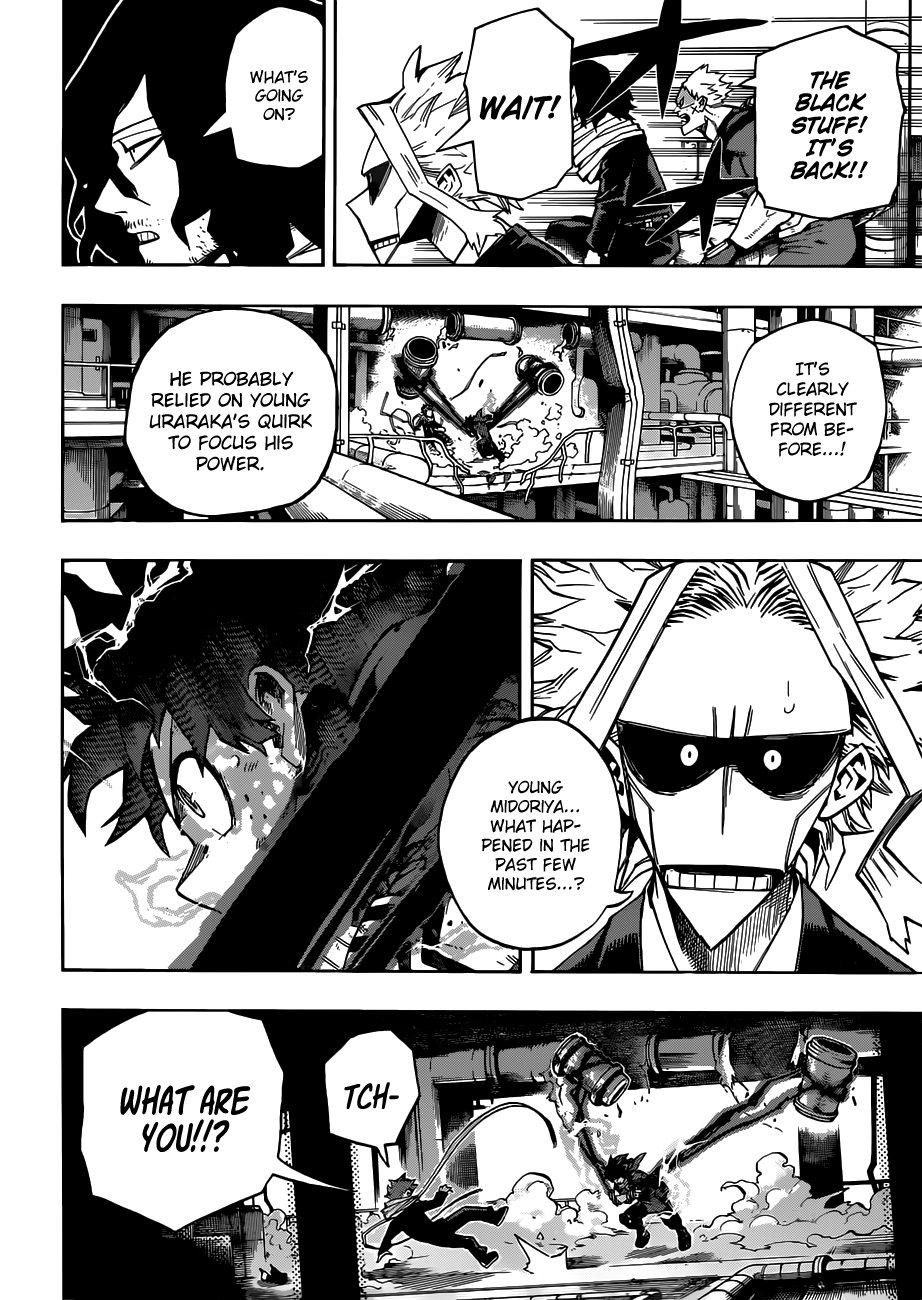 THE
BLACK
STUFF!
IT'S
BACK!!
WAIT!
WHAT'S
GOING
ON?
IT'S
CLEARLY
DIFFERENT
FROM BE-
FORE...!
HE PROBABLY
RELIED ON YOUNG
URARAKA'S QUIRK
TO FOCUS HIS
POWER.
YOUNG
MIDORIYA...
WHAT HAP-
PENED IN THE
PAST FEW
MINUTES...?
TCH-
WHAT ARE
YOU!!?